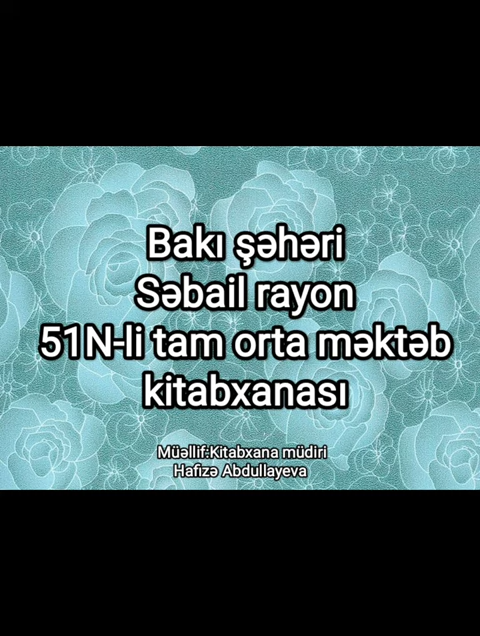 Bakı şəhəri
Səbail rayon
51N-li tam orta məktəb
kitabxanası
Müəllif:Kitabxana müdiri
Hafizə Abdullayeva